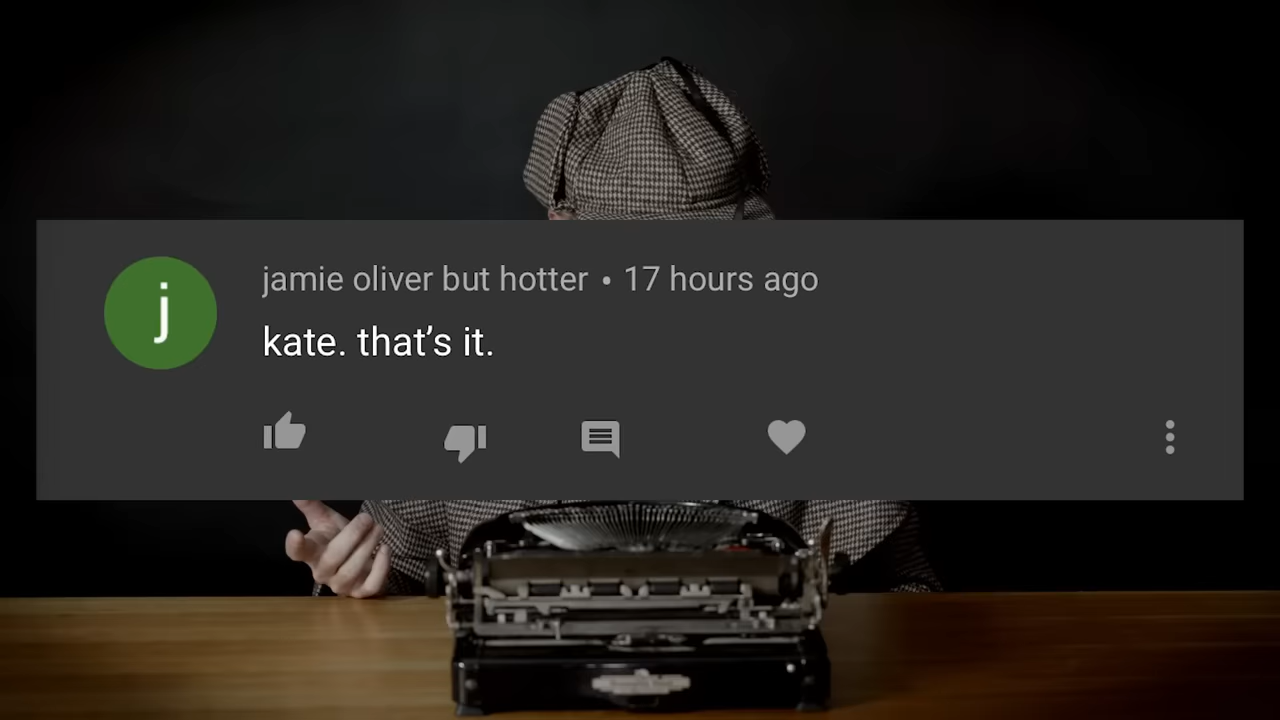 j
jamie oliver but hotter • 17 hours ago
kate. that’s it.